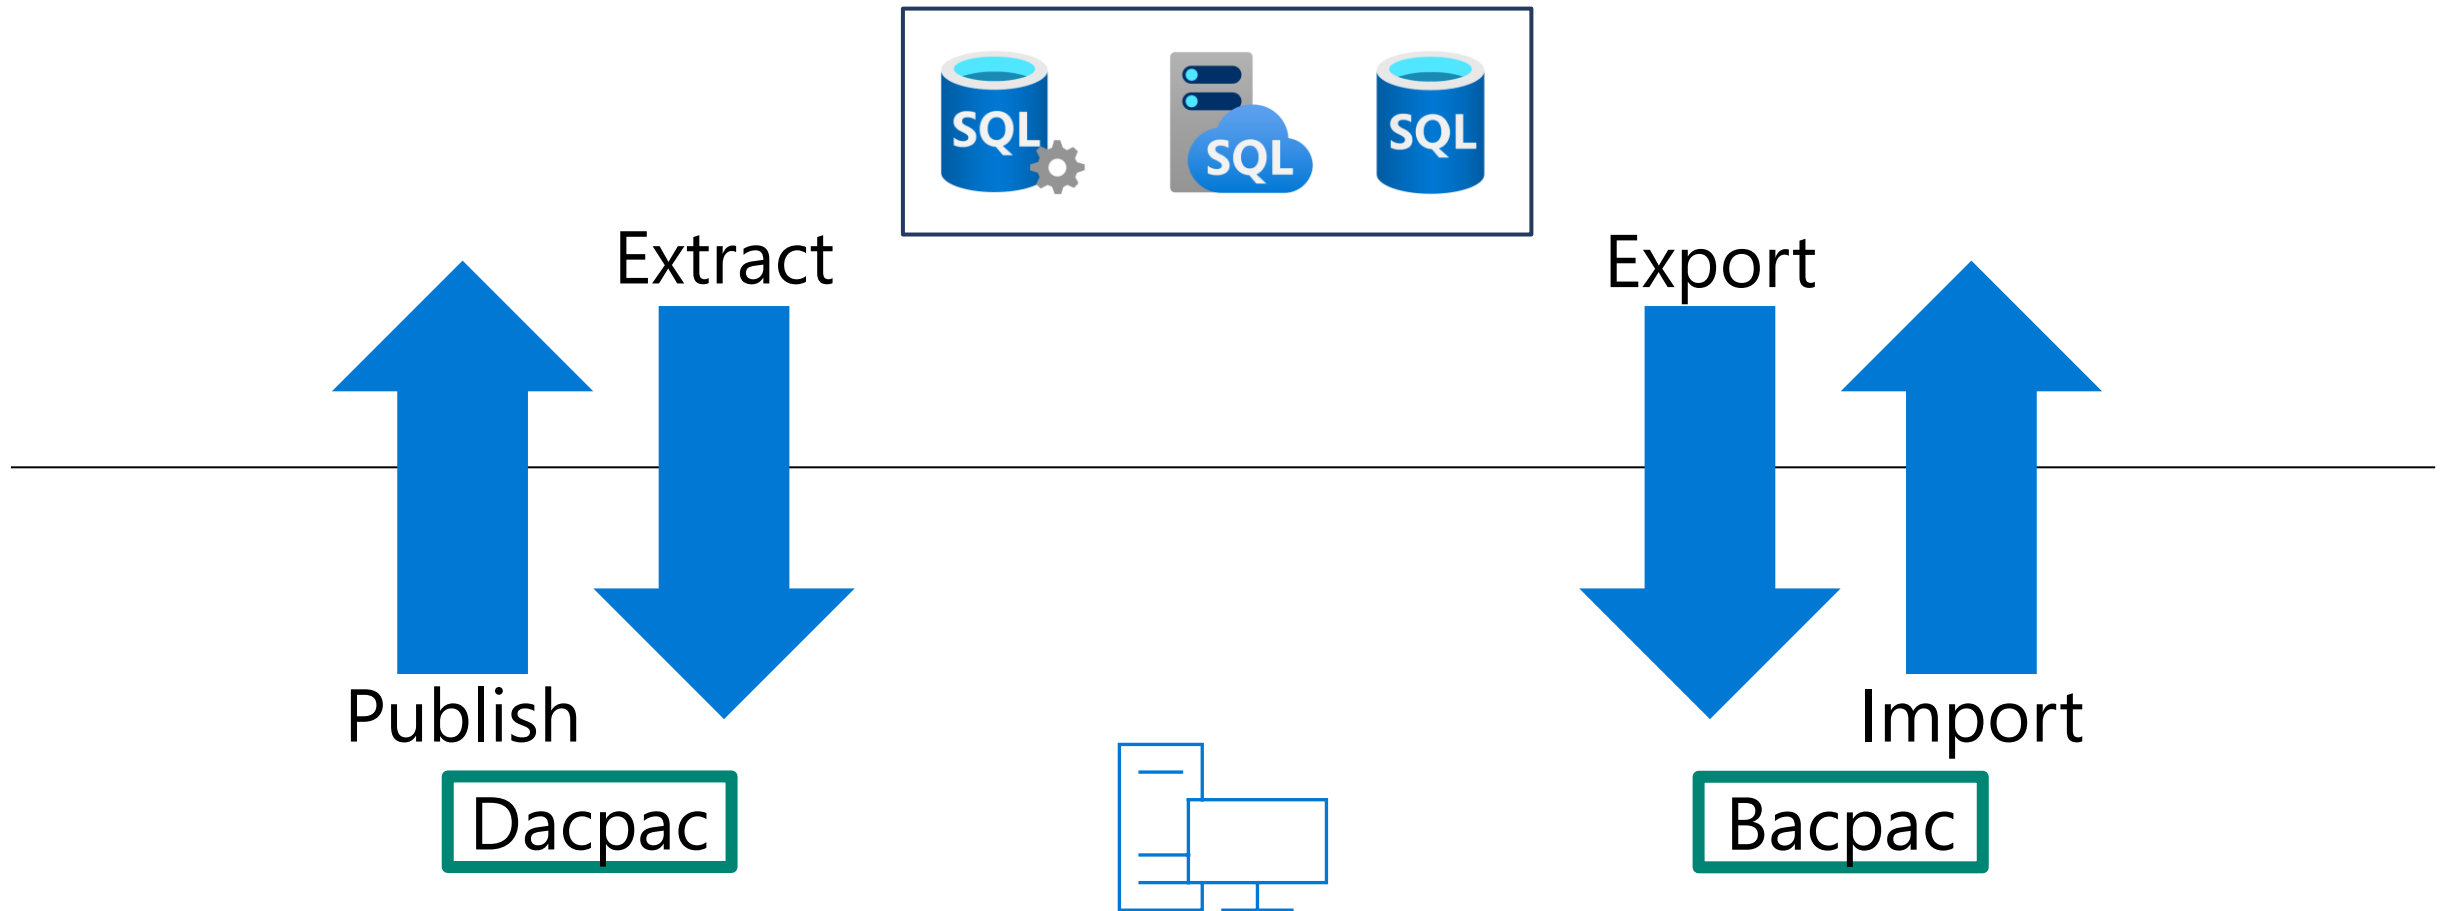 SQL
SQL
SQL
Extract
Export
Publish
Import
Dacpac
Bacpac